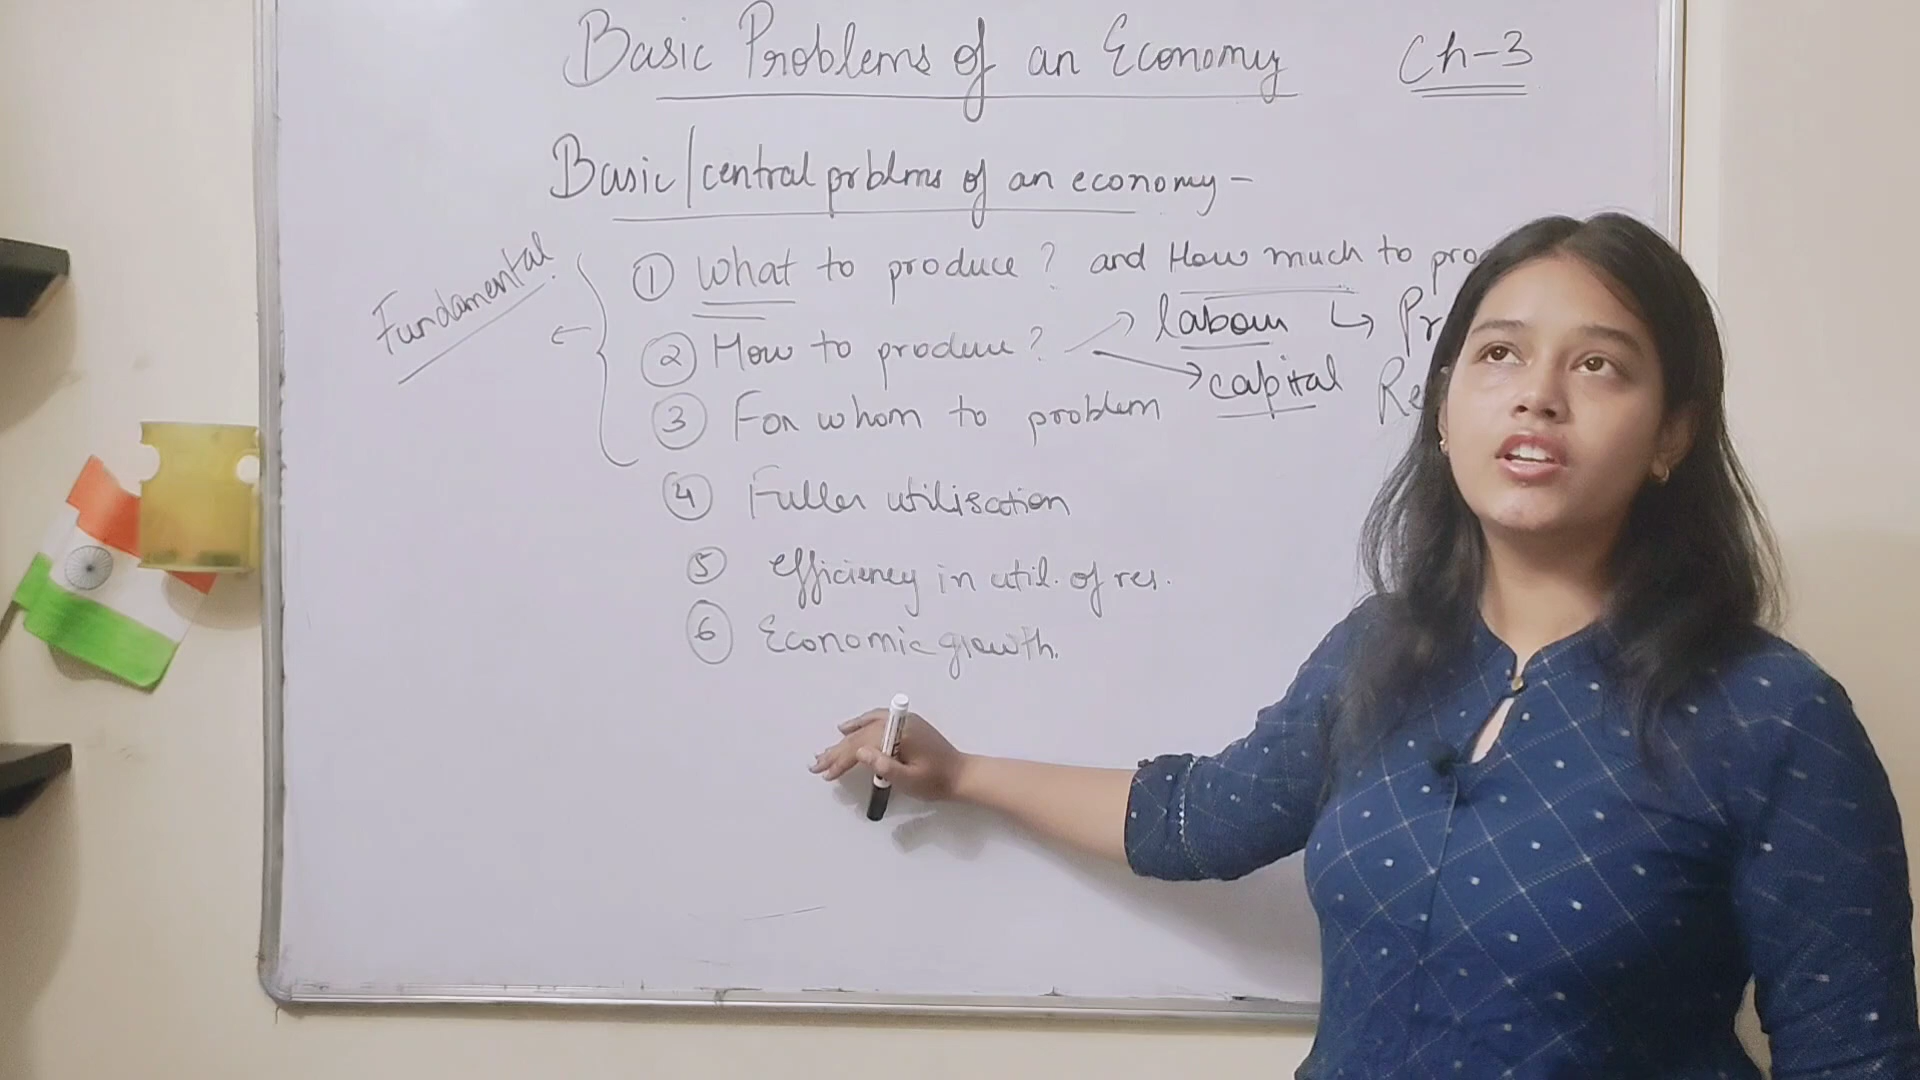 Basic Problems of an Economy Ch-3
Basic/central prblms of an economy-
Fundamental
① What to produce? and How much to
② How to produce? labour
capital
③ For whom to problem
④ Fuller utilisation
⑤ efficiency in util. of res.
⑥ Economic growth.